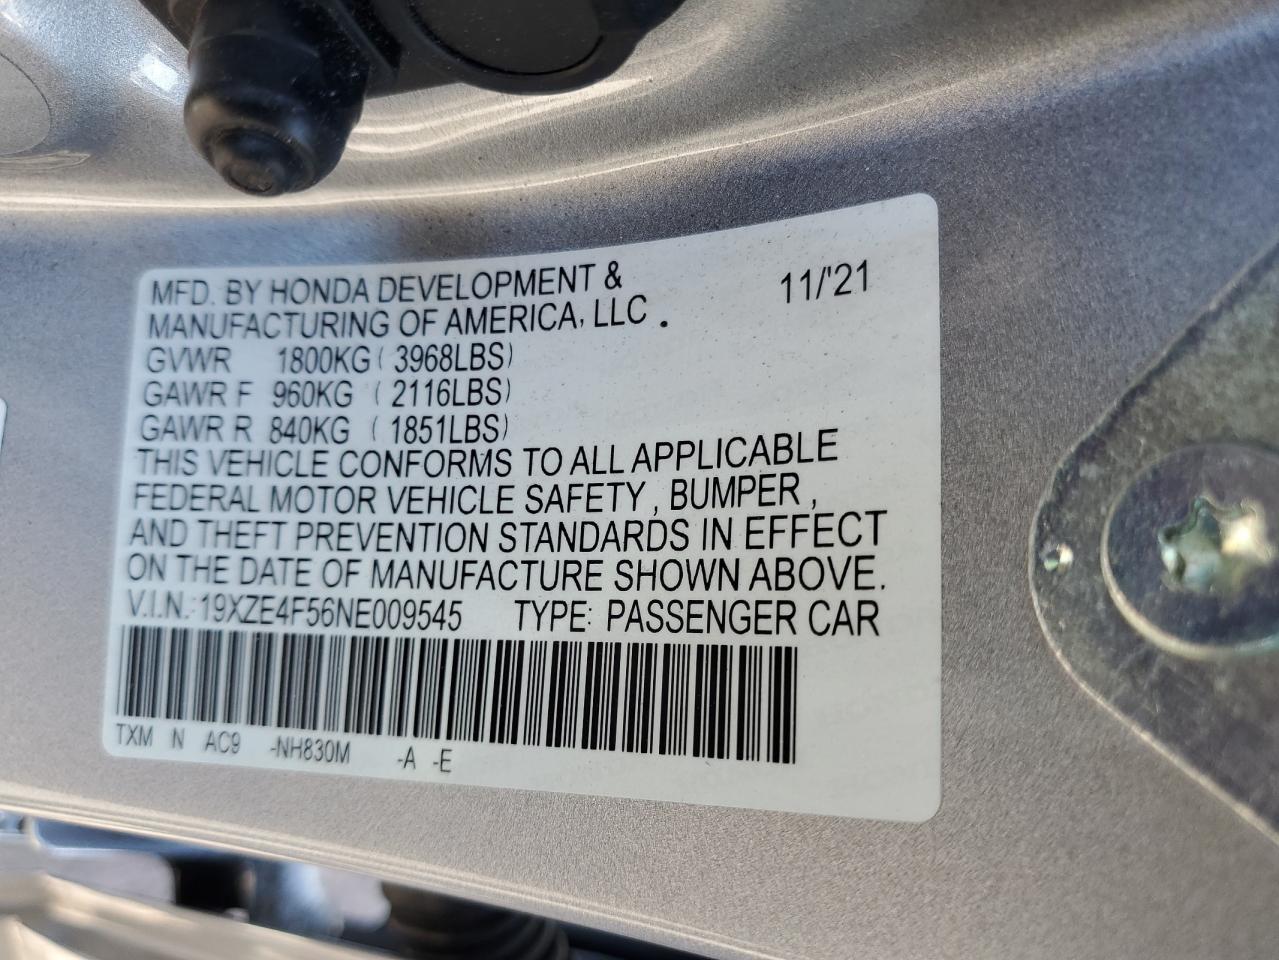 MFD. BY HONDA DEVELOPMENT & 11/'21
MANUFACTURING OF AMERICA, LLC .
GVWR 1800KG ( 3968LBS)
GAWR F 960KG ( 2116LBS)
GAWR R 840KG ( 1851LBS)
THIS VEHICLE CONFORMS TO ALL APPLICABLE
FEDERAL MOTOR VEHICLE SAFETY , BUMPER ,
AND THEFT PREVENTION STANDARDS IN EFFECT
ON THE DATE OF MANUFACTURE SHOWN ABOVE.
V.I.N.: 19XZE4F56NE009545 TYPE: PASSENGER CAR
TXM N AC9 -NH830M -A -E